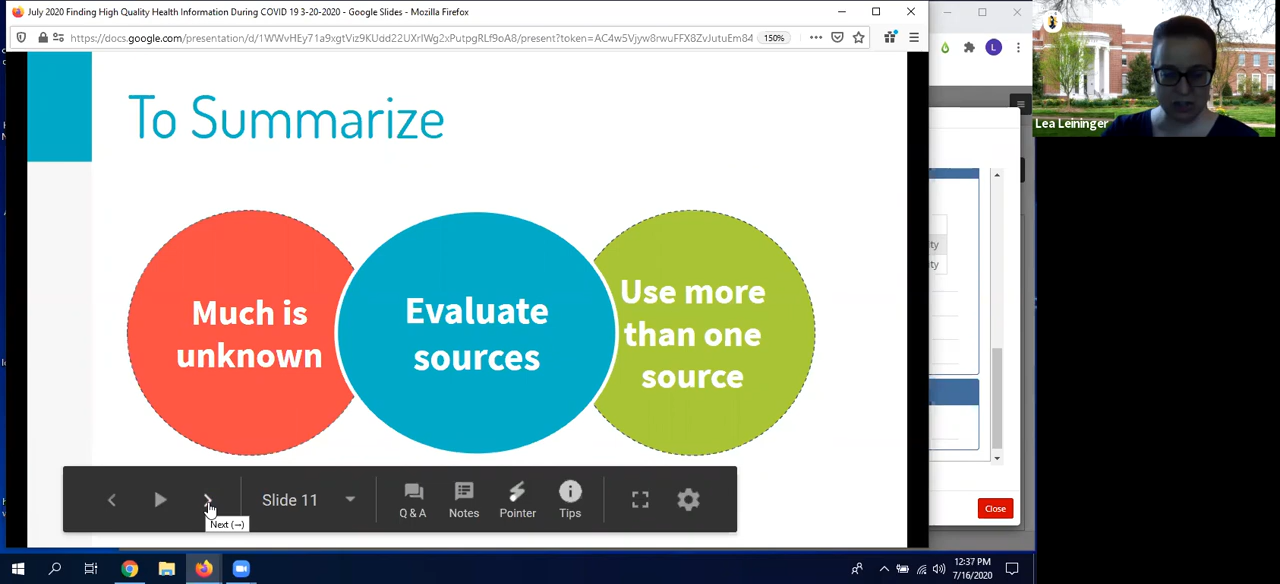 July 2020 Finding High Quality Health Information During COVID 19 3-20-2020 - Google Slides - Mozilla Firefox
https://docs.google.com/presentation/d/1WWvHEy71a9xgtViz9KUdd22UXrIWg2xPutpgRLf9oA8/present?token=AC4w5Vjyw8rwuFFX8ZvJutuEm84
150%
L
Lea Leininger
To Summarize
Much is
unknown
Evaluate
sources
Use more
than one
source
ty
ty
Slide 11
Q & A
Notes
Pointer
Tips
Next (→)
Close
12:37 PM
7/16/2020